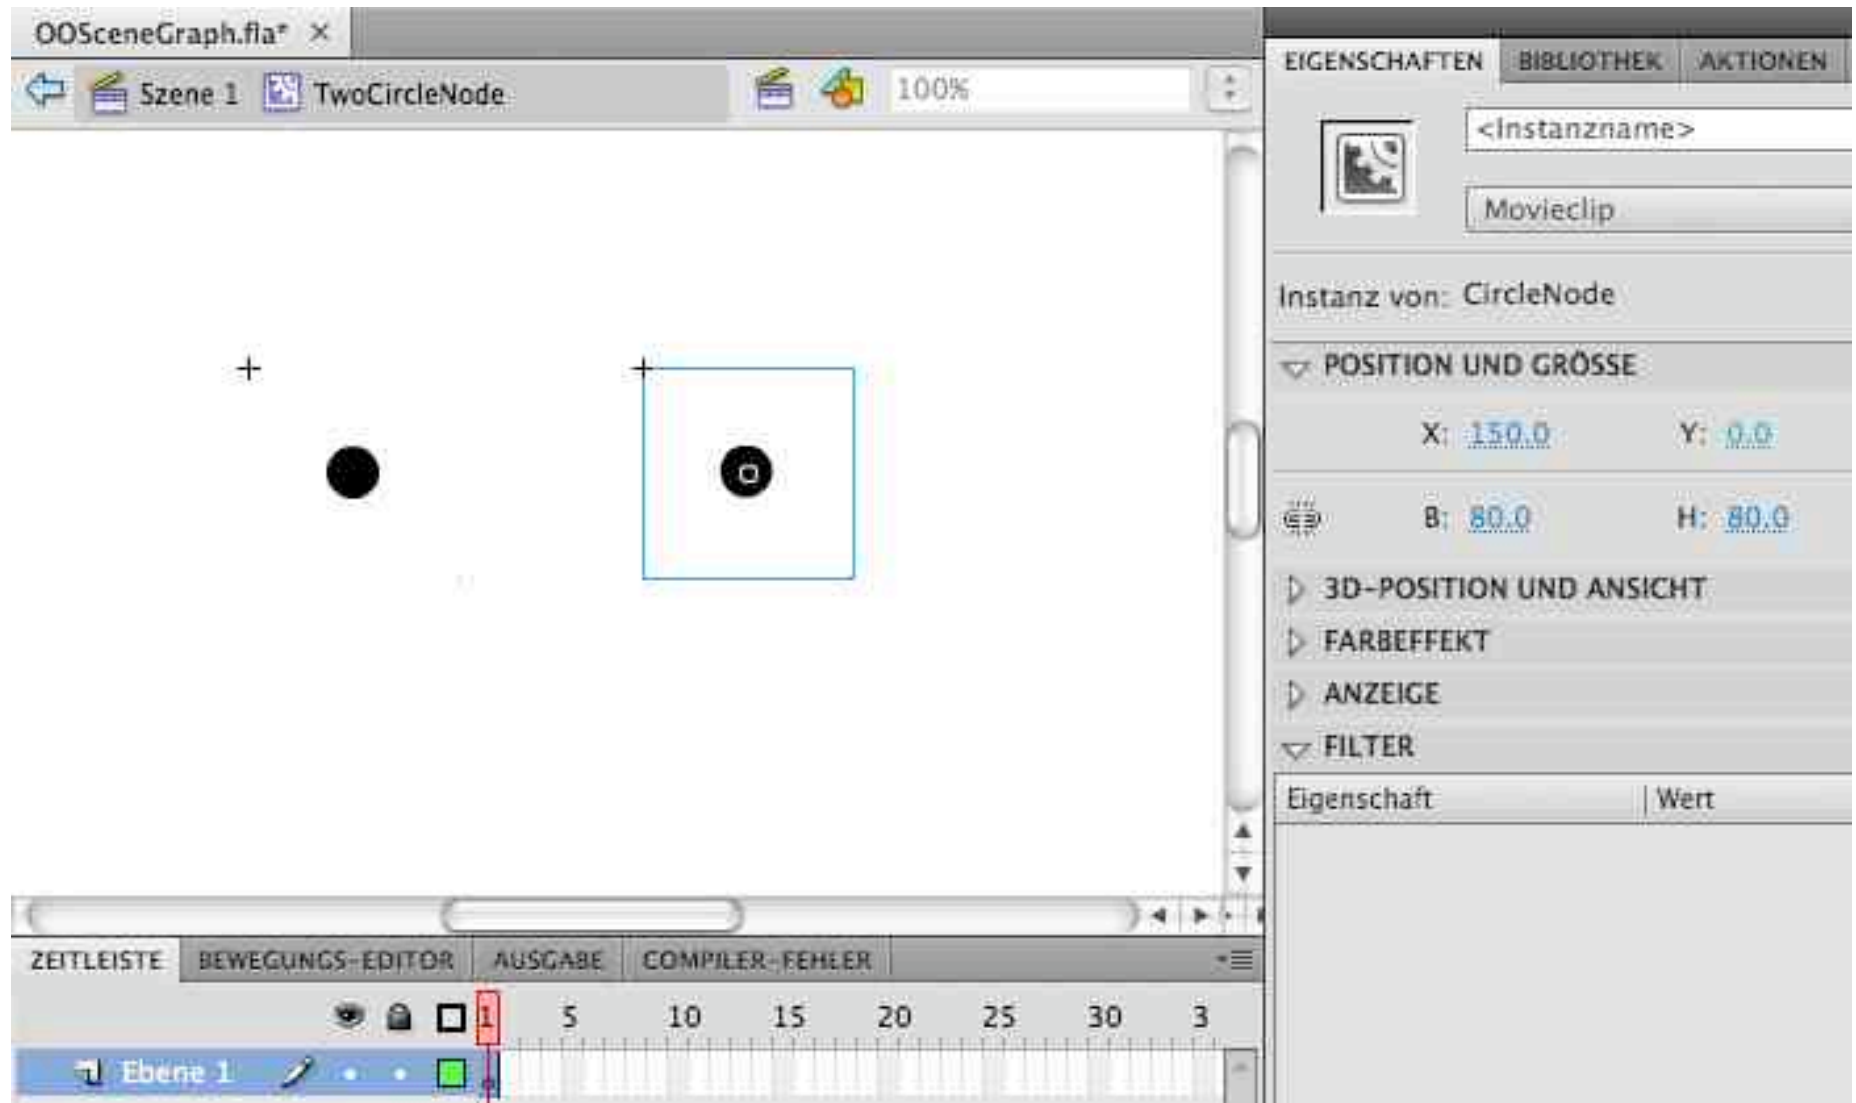 OOSceneGraph.fla* ×
Szene 1 TwoCircleNode 100%
EIGENSCHAFTEN BIBLIOTHEK AKTIONEN
<Instanzname>
Movieclip
Instanz von: CircleNode
POSITION UND GRÖSSE
X: 150.0 Y: 0.0
B: 80.0 H: 80.0
3D-POSITION UND ANSICHT
FARBEFFEKT
ANZEIGE
FILTER
Eigenschaft Wert
ZEITLEISTE BEWEGUNGS-EDITOR AUSGABE COMPILER-FEHLER
1 5 10 15 20 25 30 3
Ebene 1